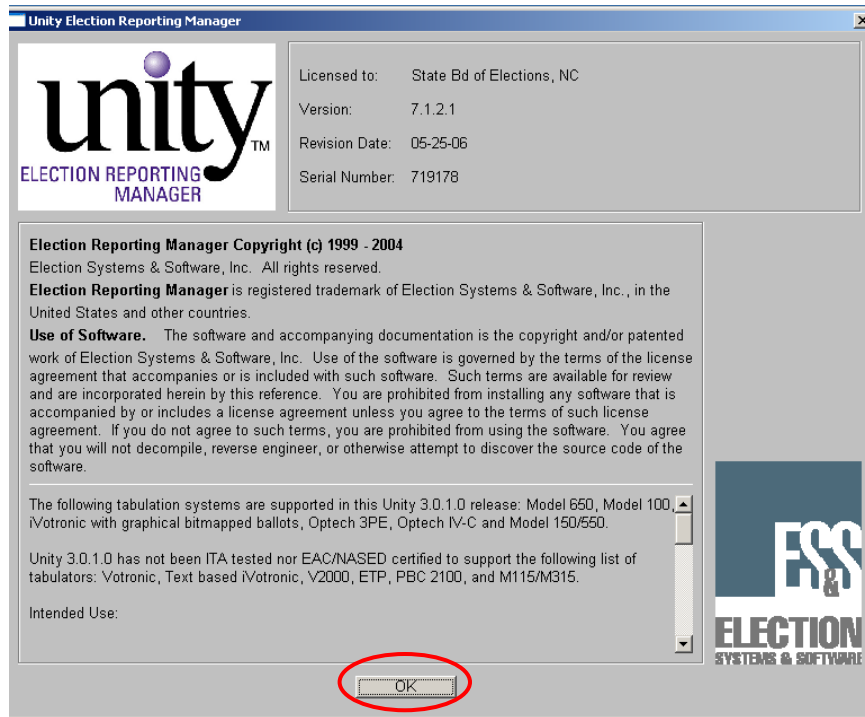 Unity Election Reporting Manager
unity TM
ELECTION REPORTING
MANAGER
Licensed to: State Bd of Elections, NC
Version: 7.1.2.1
Revision Date: 05-25-06
Serial Number: 719178
Election Reporting Manager Copyright (c) 1999 - 2004
Election Systems & Software, Inc. All rights reserved.
Election Reporting Manager is registered trademark of Election Systems & Software, Inc., in the
United States and other countries.
Use of Software. The software and accompanying documentation is the copyright and/or patented
work of Election Systems & Software, Inc. Use of the software is governed by the terms of the license
agreement that accompanies or is included with such software. Such terms are available for review
and are incorporated herein by this reference. You are prohibited from installing any software that is
accompanied by or includes a license agreement unless you agree to the terms of such license
agreement. If you do not agree to such terms, you are prohibited from using the software. You agree
that you will not decompile, reverse engineer, or otherwise attempt to discover the source code of the
software.
The following tabulation systems are supported in this Unity 3.0.1.0 release: Model 650, Model 100,
iVotronic with graphical bitmapped ballots, Optech 3PE, Optech IV-C and Model 150/550.
Unity 3.0.1.0 has not been ITA tested nor EAC/NASED certified to support the following list of
tabulators: Votronic, Text based iVotronic, V2000, ETP, PBC 2100, and M115/M315.
Intended Use:
ES&S
ELECTION
SYSTEMS & SOFTWARE
OK